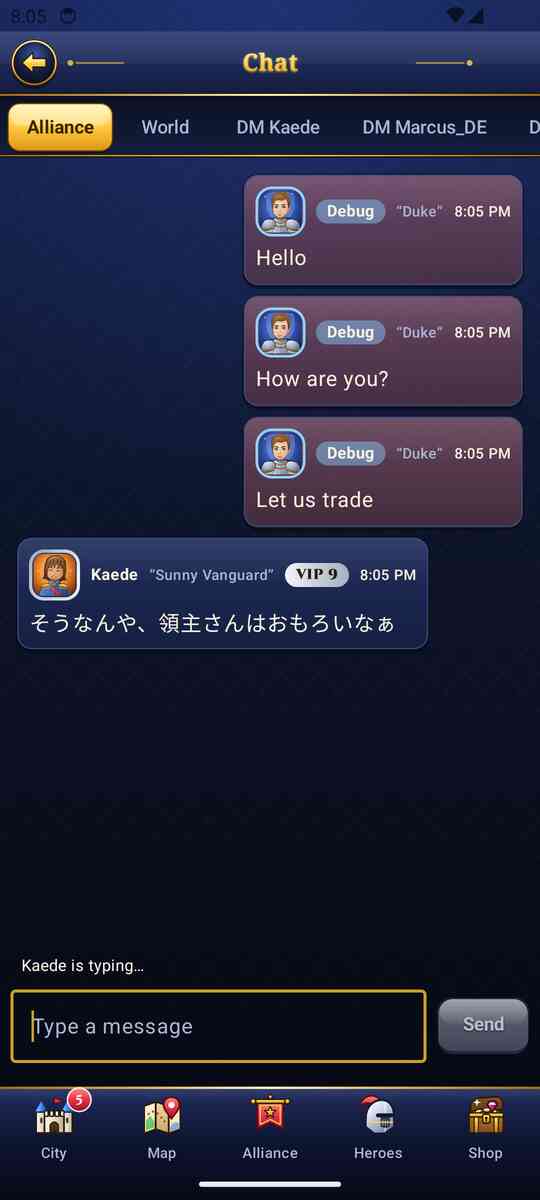 8:05
Chat
Alliance World DM Kaede DM Marcus_DE D
Debug “Duke” 8:05 PM
Hello
Debug “Duke” 8:05 PM
How are you?
Debug “Duke” 8:05 PM
Let us trade
Kaede “Sunny Vanguard” VIP 9 8:05 PM
そうなんや、領主さんはおもろいなぁ
Kaede is typing…
Type a message
Send
5
City Map Alliance Heroes Shop